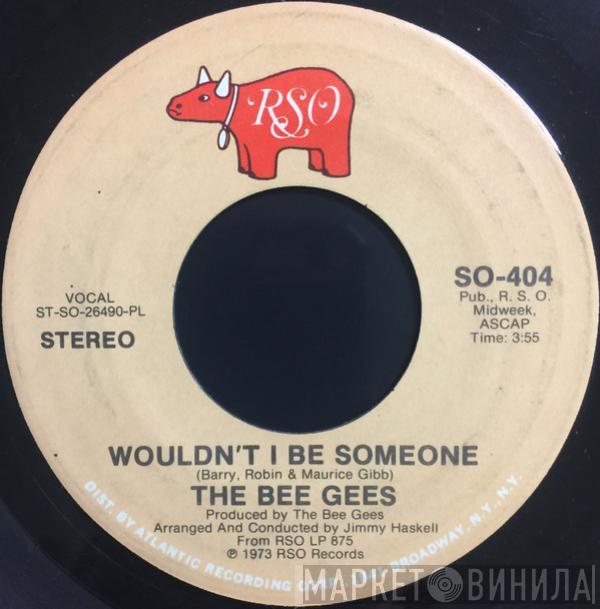 RSO
VOCAL
ST-SO-26490-PL
STEREO
SO-404
Pub., R. S. O.
Midweek,
ASCAP
Time: 3:55
WOULDN'T I BE SOMEONE
(Barry, Robin & Maurice Gibb)
THE BEE GEES
Produced by The Bee Gees
Arranged And Conducted by Jimmy Haskell
From RSO LP 875
℗ 1973 RSO Records
DIST. BY ATLANTIC RECORDING BROADWAY, N.Y., N.Y.
МАРКЕТ ВИНИЛА